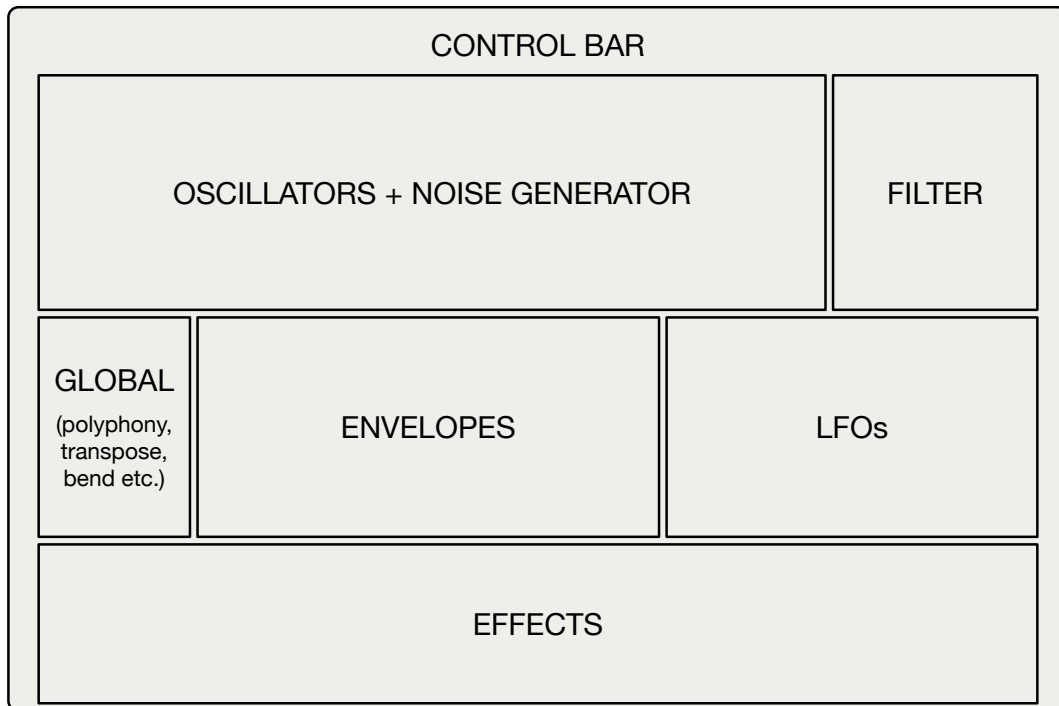 CONTROL BAR
OSCILLATORS + NOISE GENERATOR
FILTER
GLOBAL
(polyphony,
transpose,
bend etc.)
ENVELOPES
LFOs
EFFECTS